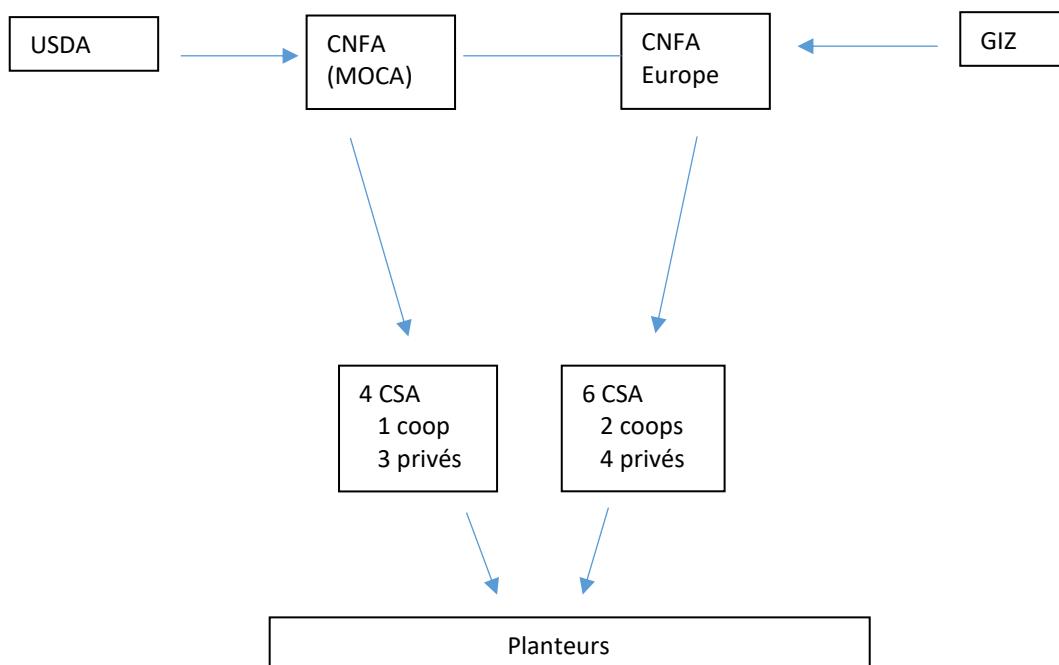 USDA
CNFA
(MOCA)
CNFA
Europe
GIZ
4 CSA
1 coop
3 privés
6 CSA
2 coops
4 privés
Planteurs